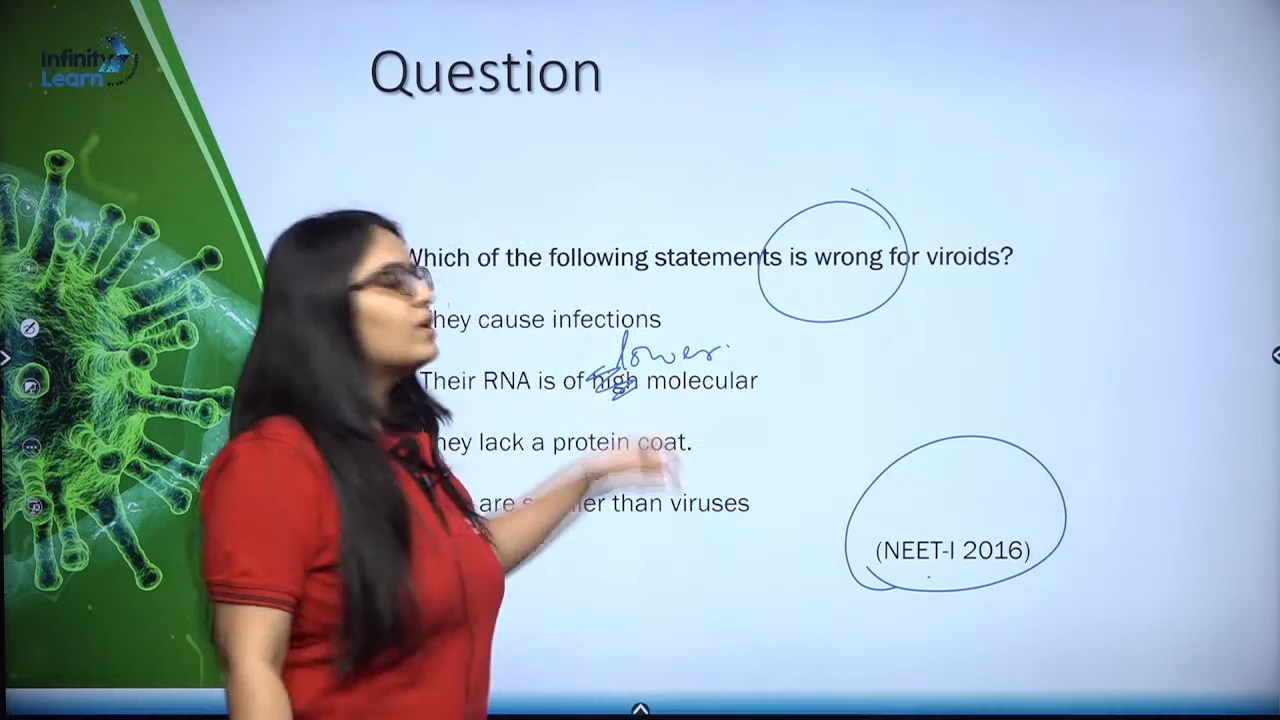 Infinity
Learn
Question
Which of the following statements is wrong for viroids?
hey cause infections
lower.
Their RNA is of high molecular
hey lack a protein coat.
are than viruses
(NEET-I 2016)